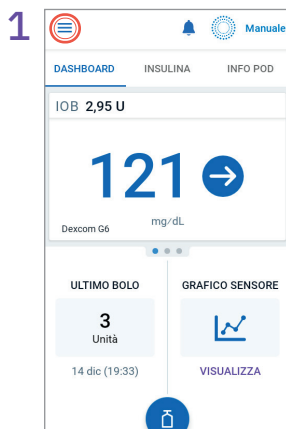 1
Manuale
DASHBOARD INSULINA INFO POD
IOB 2,95 U
121
mg/dL
Dexcom G6
ULTIMO BOLO GRAFICO SENSORE
3
Unità
14 dic (19:33) VISUALIZZA